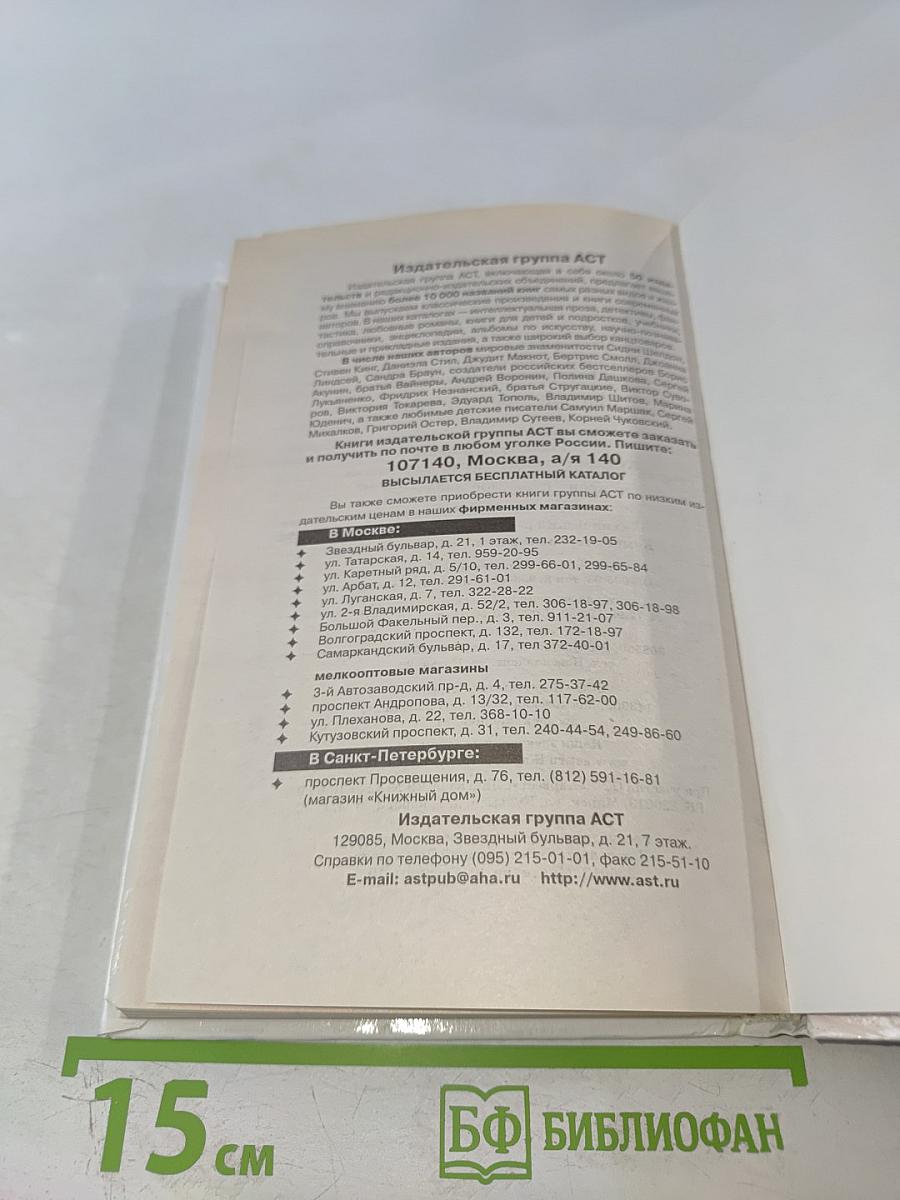 Издательская группа АСТ
Издательская группа АСТ, включающая в себя около 50 изда-
тельств и редакционно-издательских объединений, предлагает ваше-
му вниманию более 10 000 названий книг самых разных видов и жан-
ров. Мы выпускаем классические произведения и книги современных
авторов. В наших каталогах — интеллектуальная проза, детективы, фан-
тастика, любовные романы, книги для детей и подростков, учебники,
справочники, энциклопедии, альбомы по искусству, научно-познава-
тельные и прикладные издания, а также широкий выбор канцтоваров.
В числе наших авторов мировые знаменитости Сидни Шелдон,
Стивен Кинг, Даниэла Стил, Джудит Макнот, Бертрис Смолл, Джоанна
Линдсей, Сандра Браун, создатели российских бестселлеров Борис
Акунин, братья Вайнеры, Андрей Воронин, Полина Дашкова, Сергей
Лукьяненко, Фридрих Незнанский, братья Стругацкие, Виктор Суво-
ров, Виктория Токарева, Эдуард Тополь, Владимир Шитов, Марина
Юденич, а также любимые детские писатели Самуил Маршак, Сергей
Михалков, Григорий Остер, Владимир Сутеев, Корней Чуковский.
Книги издательской группы АСТ вы сможете заказать
и получить по почте в любом уголке России. Пишите:
107140, Москва, а/я 140
ВЫСЫЛАЕТСЯ БЕСПЛАТНЫЙ КАТАЛОГ
Вы также сможете приобрести книги группы АСТ по низким из-
дательским ценам в наших фирменных магазинах:
В Москве:
Звездный бульвар, д. 21, 1 этаж, тел. 232-19-05
ул. Татарская, д. 14, тел. 959-20-95
ул. Каретный ряд, д. 5/10, тел. 299-66-01, 299-65-84
ул. Арбат, д. 12, тел. 291-61-01
ул. Луганская, д. 7, тел. 322-28-22
ул. 2-я Владимирская, д. 52/2, тел. 306-18-97, 306-18-98
Большой Факельный пер., д. 3, тел. 911-21-07
Волгоградский проспект, д. 132, тел. 172-18-97
Самаркандский бульвар, д. 17, тел 372-40-01
мелкооптовые магазины
3-й Автозаводский пр-д, д. 4, тел. 275-37-42
проспект Андропова, д. 13/32, тел. 117-62-00
ул. Плеханова, д. 22, тел. 368-10-10
Кутузовский проспект, д. 31, тел. 240-44-54, 249-86-60
В Санкт-Петербурге:
проспект Просвещения, д. 76, тел. (812) 591-16-81
(магазин «Книжный дом»)
Издательская группа АСТ
129085, Москва, Звездный бульвар, д. 21, 7 этаж.
Справки по телефону (095) 215-01-01, факс 215-51-10
E-mail: astpub@aha.ru http://www.ast.ru
15 см
БФ БИБЛИОФАН